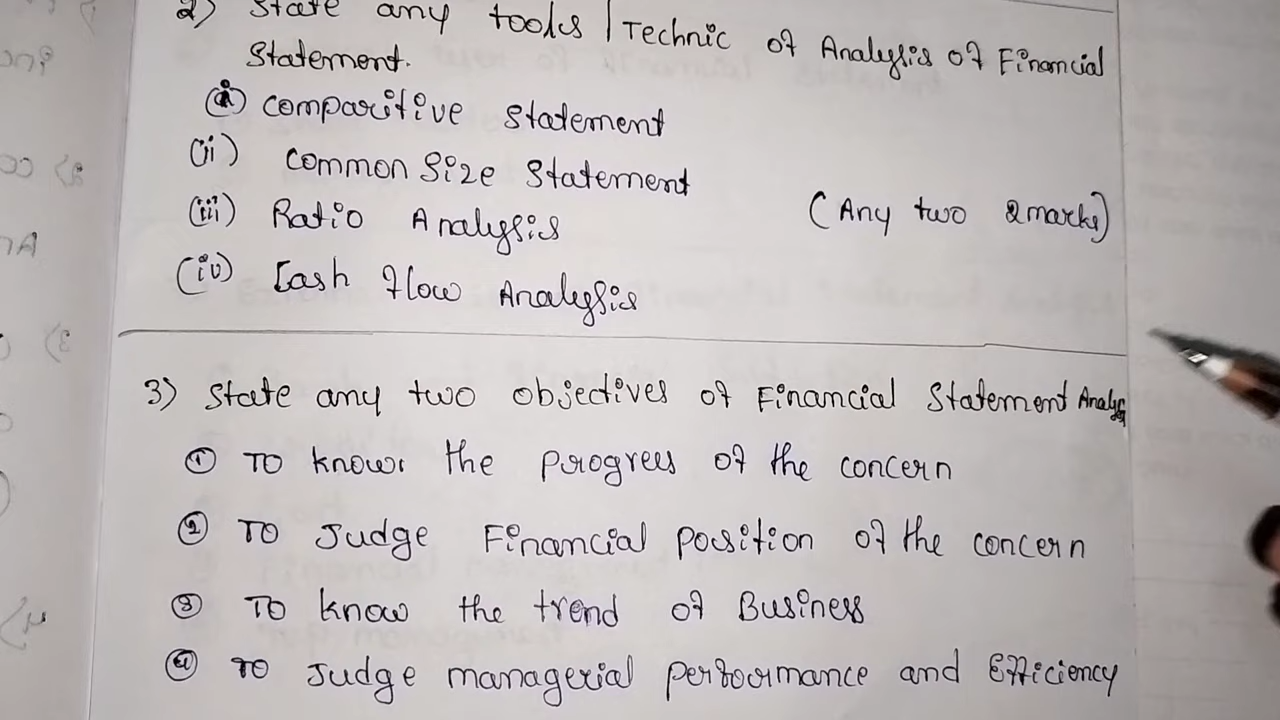 2) State any tools / Technic of Analysis of Financial
Statement.
(i) Comparitive Statement
(ii) Common Size Statement
(iii) Ratio Analysis (Any two 2marks)
(iv) Cash Flow Analysis
3) State any two objectives of Financial Statement Analysis
① To know the progress of the concern
② To Judge Financial position of the concern
③ To know the trend of Business
④ To Judge managerial performance and Efficiency